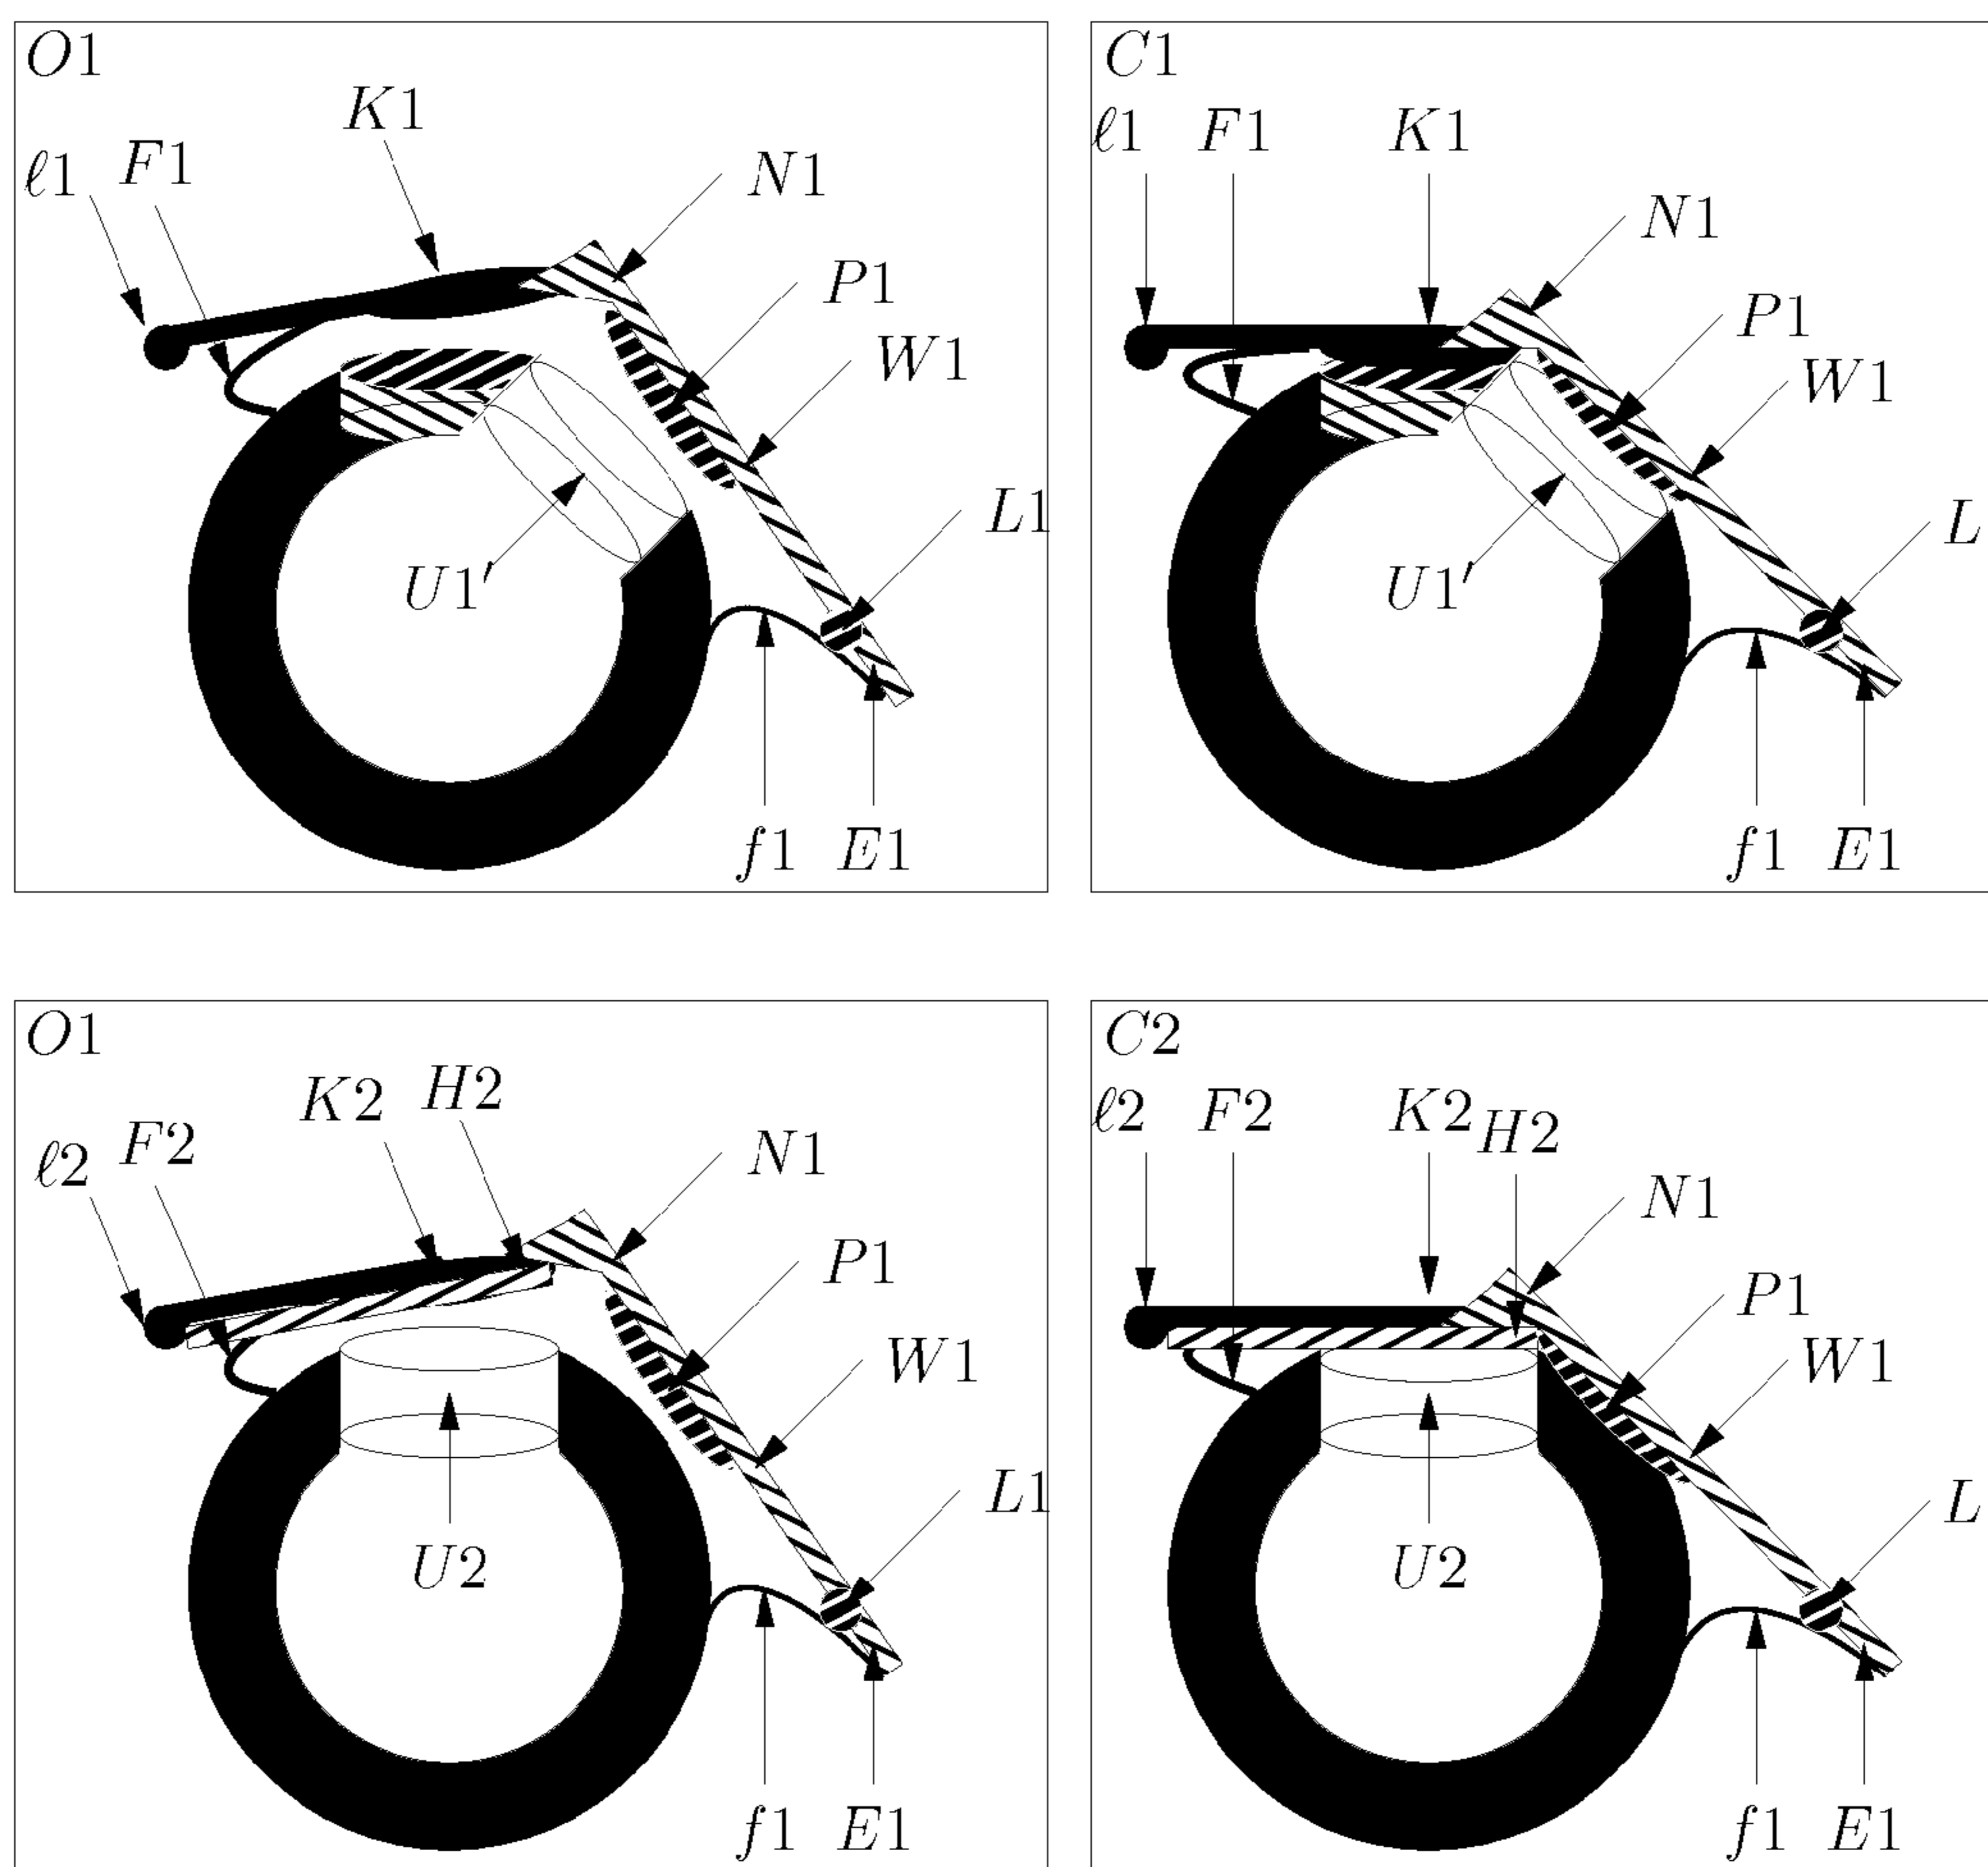 O1
K1
ℓ1 F1 N1
P1
W1
L1
U1′
f1 E1
C1
ℓ1 F1 K1
N1
P1
W1
L
U1′
f1 E1
O1
K2 H2
ℓ2 F2 N1
P1
W1
L1
U2
f1 E1
C2
ℓ2 F2 K2 H2
N1
P1
W1
L
U2
f1 E1